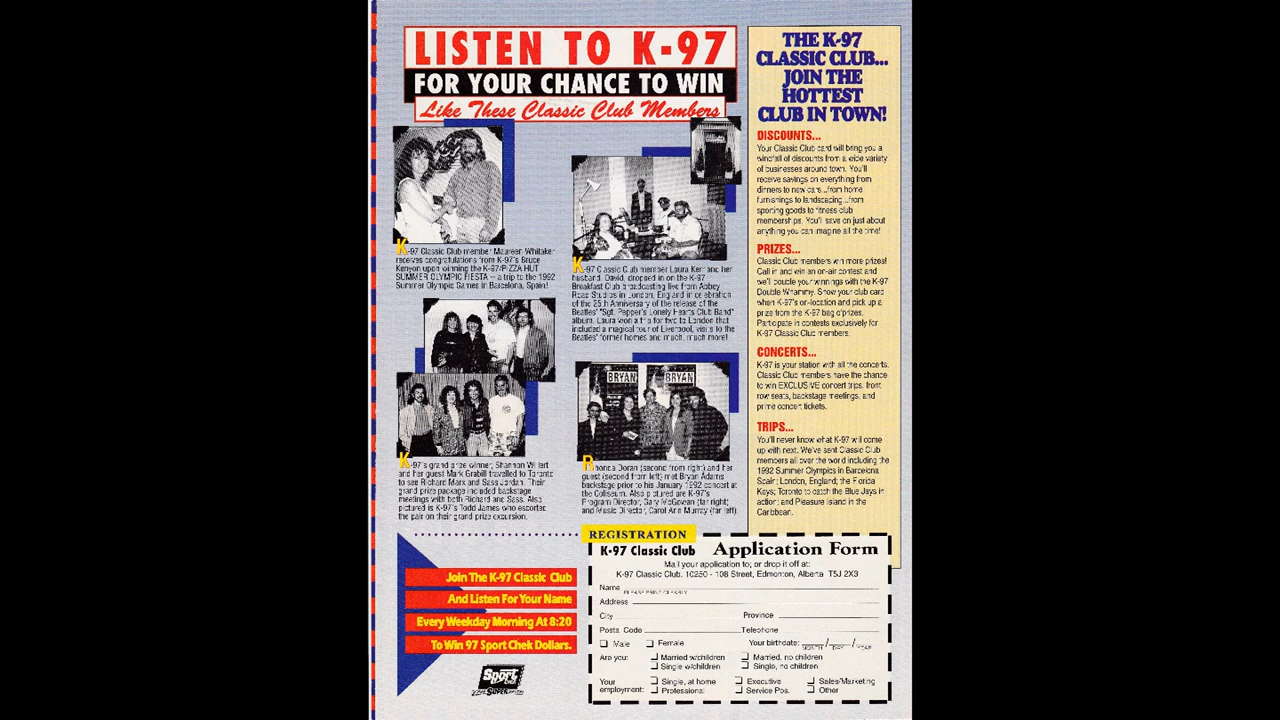 LISTEN TO K-97
FOR YOUR CHANCE TO WIN
Like These Classic Club Members
K-97 Classic Club member Maureen Whitaker
receives congratulations from K-97's Bruce
Kenyon upon winning the K-97/PIZZA HUT
SUMMER OLYMPIC FIESTA -- a trip to the 1992
Summer Olympic Games in Barcelona, Spain!
K-97's grand prize winner, Shannon Willert
and her guest Mark Grabill travelled to Toronto
to see Richard Marx and Sass Jordan. Their
grand prize package included backstage
meetings with both Richard and Sass. Also
pictured is K-97's Todd James who escorted
the pair on their grand prize excursion.
K-97 Classic Club member Laura Kerr and her
husband, David, dropped in on the K-97
Breakfast Club broadcasting live from Abbey
Road Studios in London, England in celebration
of the 25th Anniversary of the release of the
Beatles' "Sgt. Pepper's Lonely Hearts Club Band"
album. Laura won a trip for two to London that
included a magical tour of Liverpool, visits to the
Beatles' former homes and much, much more!
BRYAN
BRYAN
Rhonda Doran (second from right) and her
guest (second from left) met Bryan Adams
backstage prior to his January 1992 concert at
the Coliseum. Also pictured are K-97's
Program Director, Gary McGowan (far right)
and Music Director, Carol Ann Murray (far left).
THE K-97
CLASSIC CLUB...
JOIN THE
HOTTEST
CLUB IN TOWN!
DISCOUNTS...
Your Classic Club card will bring you a
windfall of discounts from a wide variety
of businesses around town. You'll
receive savings on everything from
dinners to new cars...from home
furnishings to landscaping...from
sporting goods to fitness club
memberships. You'll save on just about
anything you can imagine all the time!
PRIZES...
Classic Club members win more prizes!
Call in and win an on-air contest and
we'll double your winnings with the K-97
Double Whammy. Show your club card
when K-97's on-location and pick up a
prize from the K-97 bag o'prizes.
Participate in contests exclusively for
K-97 Classic Club members.
CONCERTS...
K-97 is your station with all the concerts.
Classic Club members have the chance
to win EXCLUSIVE concert trips, front
row seats, backstage meetings, and
prime concert tickets.
TRIPS...
You'll never know what K-97 will come
up with next. We've sent Classic Club
members all over the world including the
1992 Summer Olympics in Barcelona
Spain; London, England; the Florida
Keys; Toronto to catch the Blue Jays in
action; and Pleasure Island in the
Caribbean.
Join The K-97 Classic Club
And Listen For Your Name
Every Weekday Morning At 8:20
To Win 97 Sport Chek Dollars.
Sport
REGISTRATION
K-97 Classic Club Application Form
Mail your application to; or drop it off at:
K-97 Classic Club, 10250 - 108 Street, Edmonton, Alberta T5J 2X3
Name
PLEASE PRINT CLEARLY
Address
City Province
Postal Code Telephone
Male Female Your birthdate: / /
MONTH DAY YEAR
Are you: Married w/children Married, no children
Single w/children Single, no children
Your Single, at home Executive Sales/Marketing
employment: Professional Service Pos. Other